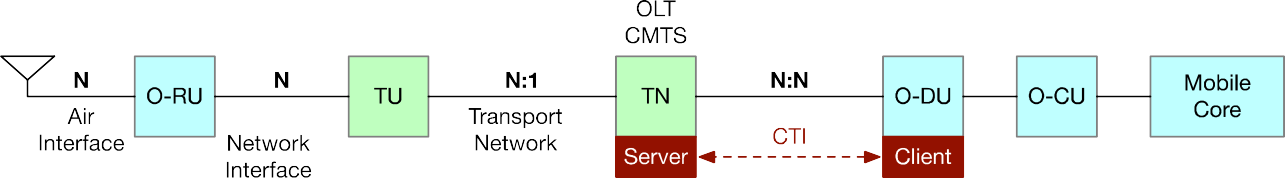 OLT
CMTS
N
Air
Interface
O-RU
N
Network
Interface
TU
N:1
Transport
Network
TN
Server
N:N
CTI
O-DU
Client
O-CU
Mobile
Core